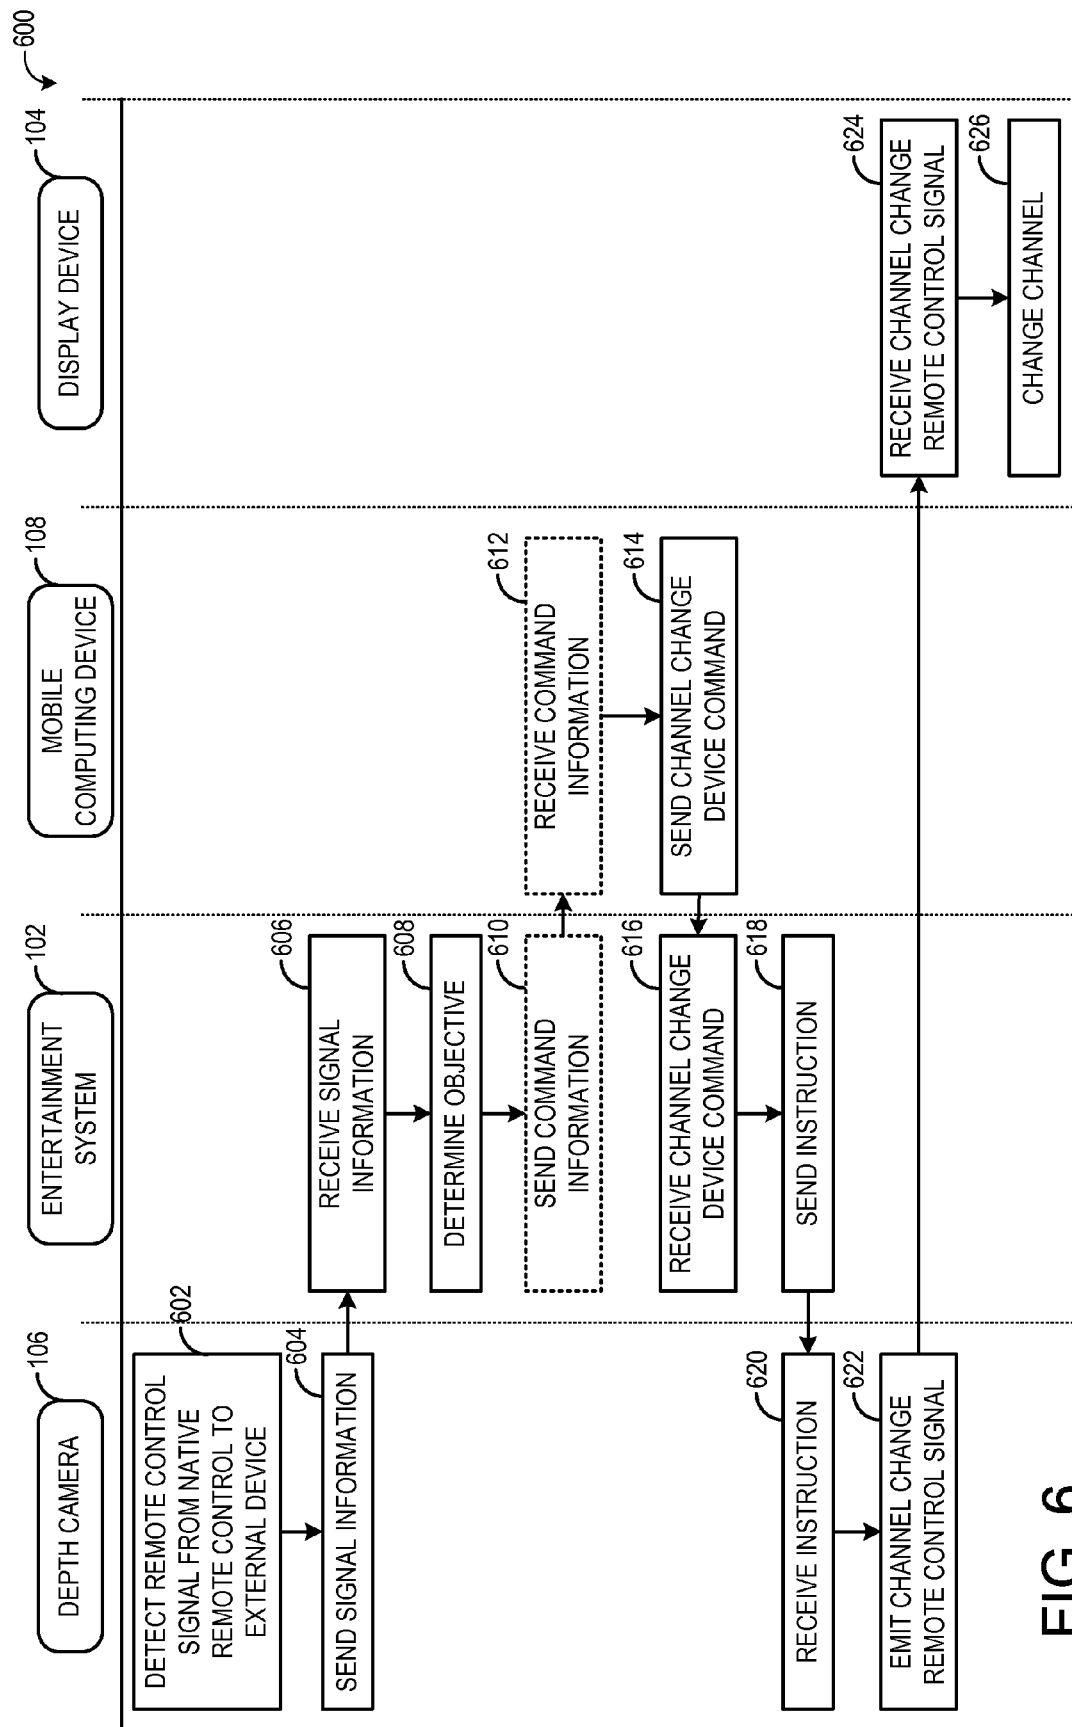 600
106
DEPTH CAMERA
102
ENTERTAINMENT
SYSTEM
108
MOBILE
COMPUTING DEVICE
104
DISPLAY DEVICE
602
DETECT REMOTE CONTROL
SIGNAL FROM NATIVE
REMOTE CONTROL TO
EXTERNAL DEVICE
604
SEND SIGNAL INFORMATION
606
RECEIVE SIGNAL
INFORMATION
608
DETERMINE OBJECTIVE
610
SEND COMMAND
INFORMATION
612
RECEIVE COMMAND
INFORMATION
614
SEND CHANNEL CHANGE
DEVICE COMMAND
616
RECEIVE CHANNEL CHANGE
DEVICE COMMAND
618
SEND INSTRUCTION
620
RECEIVE INSTRUCTION
622
EMIT CHANNEL CHANGE
REMOTE CONTROL SIGNAL
624
RECEIVE CHANNEL CHANGE
REMOTE CONTROL SIGNAL
626
CHANGE CHANNEL
FIG. 6